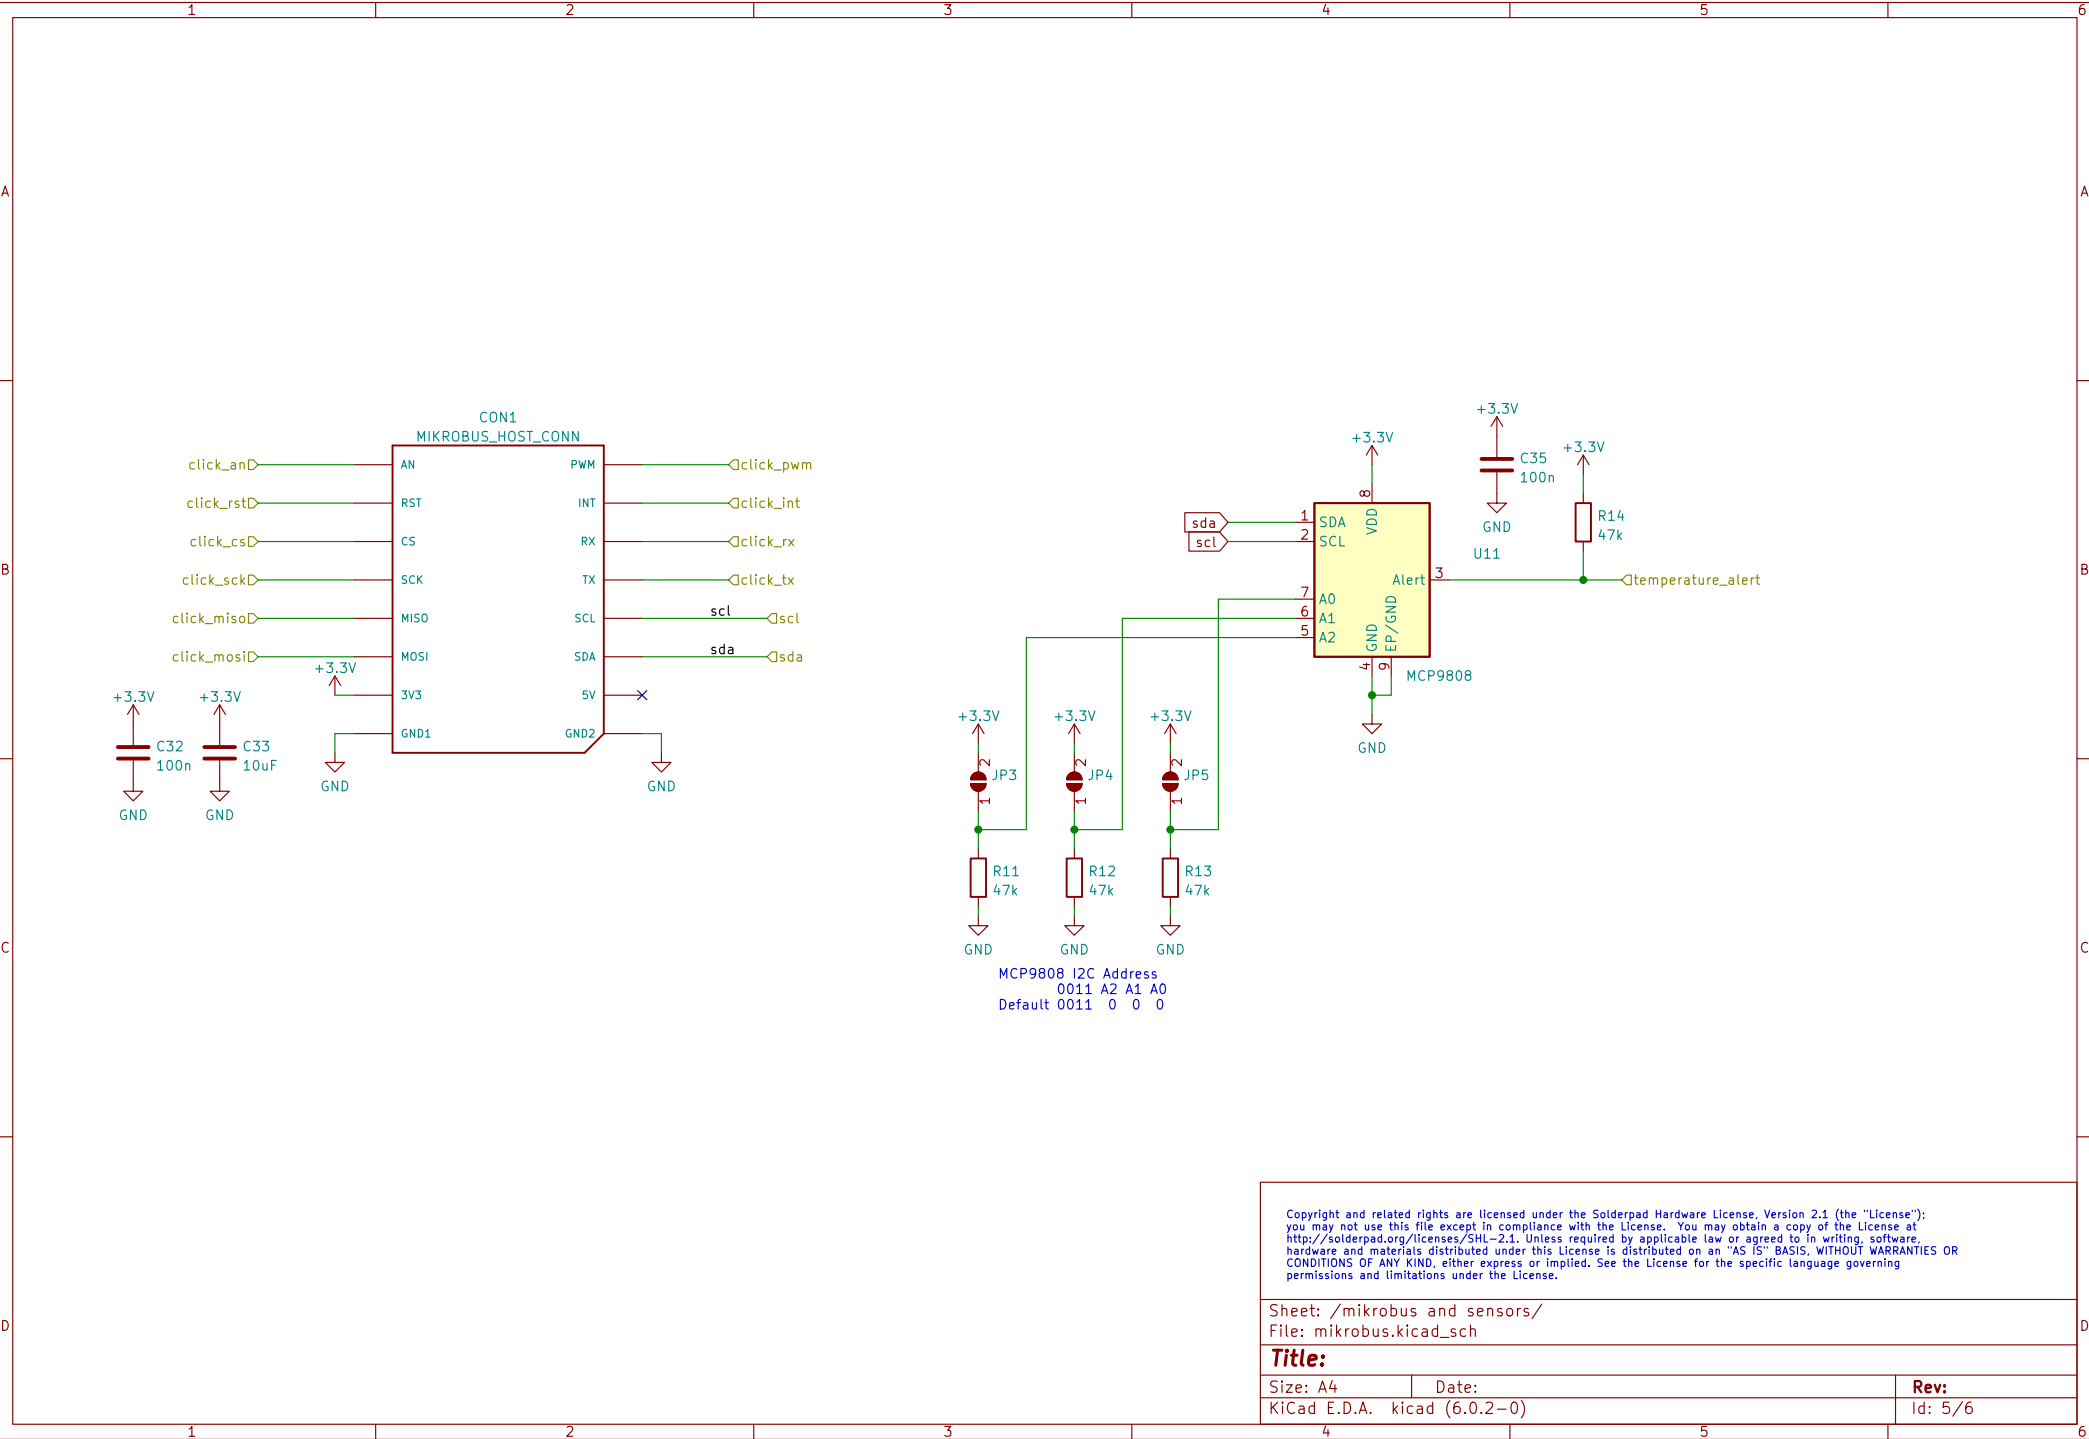 1 2 3 4 5 6
A A
B B
C C
D D
CON1
MIKROBUS_HOST_CONN
click_an AN PWM click_pwm
click_rst RST INT click_int
click_cs CS RX click_rx
click_sck SCK TX click_tx
click_miso MISO SCL scl scl
click_mosi MOSI SDA sda sda
+3.3V 3V3 5V
GND1 GND2
GND GND
+3.3V +3.3V
C32 C33
100n 10uF
GND GND
+3.3V
+3.3V
C35
100n
GND
+3.3V
R14
47k
U11
8
VDD
sda 1 SDA
scl 2 SCL
Alert 3 temperature_alert
7 A0
6 A1
5 A2
GND EP/GND
4 9
MCP9808
GND
+3.3V +3.3V +3.3V
2 2 2
JP3 JP4 JP5
1 1 1
R11 R12 R13
47k 47k 47k
GND GND GND
MCP9808 I2C Address
0011 A2 A1 A0
Default 0011 0 0 0
Copyright and related rights are licensed under the Solderpad Hardware License, Version 2.1 (the "License");
you may not use this file except in compliance with the License. You may obtain a copy of the License at
http://solderpad.org/licenses/SHL-2.1. Unless required by applicable law or agreed to in writing, software,
hardware and materials distributed under this License is distributed on an "AS IS" BASIS, WITHOUT WARRANTIES OR
CONDITIONS OF ANY KIND, either express or implied. See the License for the specific language governing
permissions and limitations under the License.
Sheet: /mikrobus and sensors/
File: mikrobus.kicad_sch
Title:
Size: A4 Date: Rev:
KiCad E.D.A. kicad (6.0.2-0) Id: 5/6
1 2 3 4 5 6